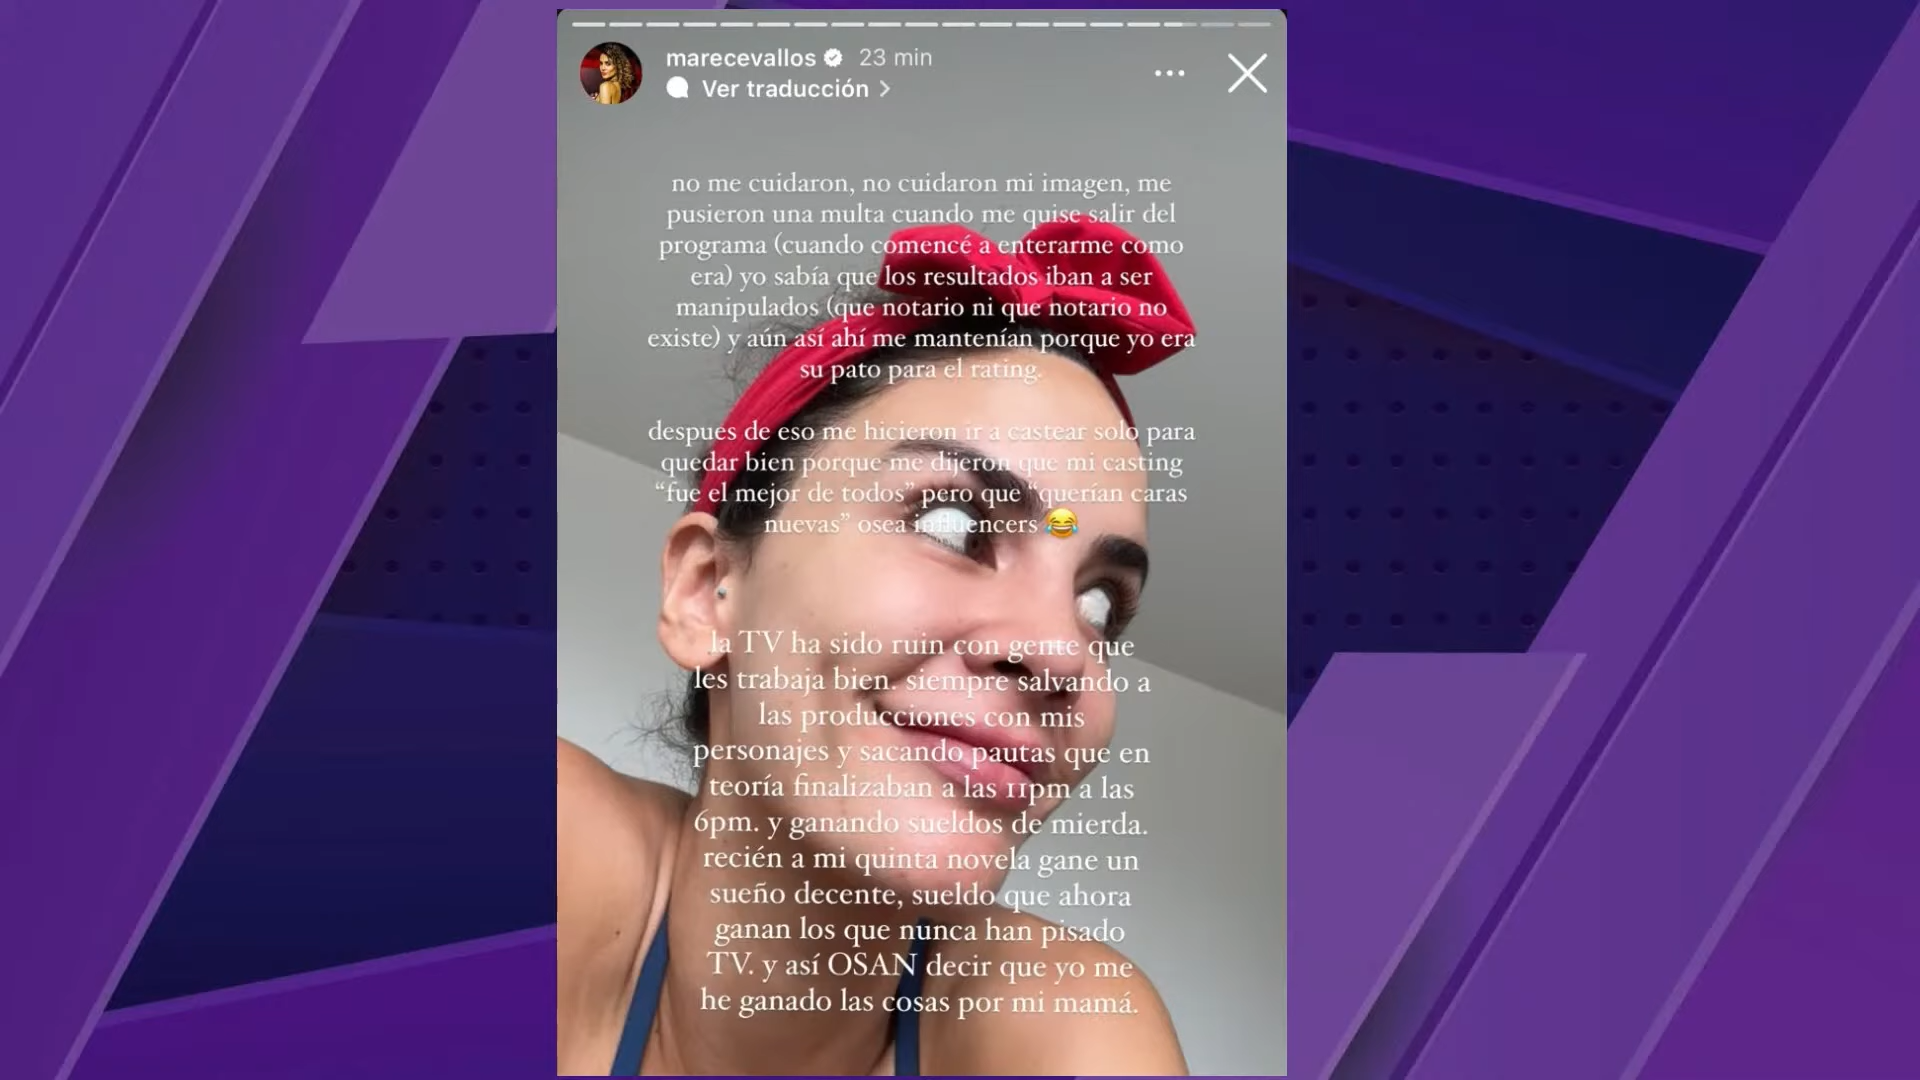 marecevallos 23 min
Ver traducción
no me cuidaron, no cuidaron mi imagen, me
pusieron una multa cuando me quise salir del
programa (cuando comencé a enterarme como
era) yo sabía que los resultados iban a ser
manipulados (que notario ni que notario no
existe) y aún así ahí me mantenían porque yo era
su pato para el rating.
después de eso me hicieron ir a castear solo para
quedar bien porque me dijeron que mi casting
“fue el mejor de todos” pero que “querían caras
nuevas” osea influencers 😂
la TV ha sido ruin con gente que
les trabaja bien. siempre salvando a
las producciones con mis
personajes y sacando pautas que en
teoría finalizaban a las 11pm a las
6pm. y ganando sueldos de mierda.
recién a mi quinta novela gane un
sueño decente, sueldo que ahora
ganan los que nunca han pisado
TV. y así OSAN decir que yo me
he ganado las cosas por mi mamá.